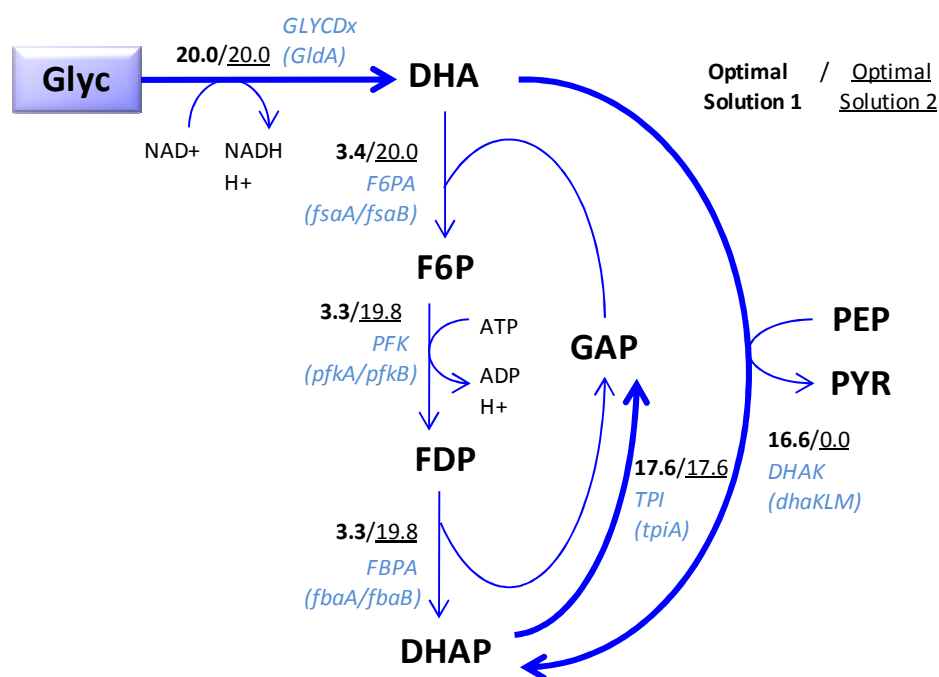 GLYCDx
20.0/20.0 (GldA)
Glyc
DHA
Optimal / Optimal
Solution 1 Solution 2
NAD+ NADH
H+
3.4/20.0
F6PA
(fsaA/fsaB)
F6P
3.3/19.8
PFK
(pfkA/pfkB)
ATP
ADP
H+
GAP
PEP
PYR
FDP
16.6/0.0
DHAK
(dhaKLM)
17.6/17.6
TPI
(tpiA)
3.3/19.8
FBPA
(fbaA/fbaB)
DHAP